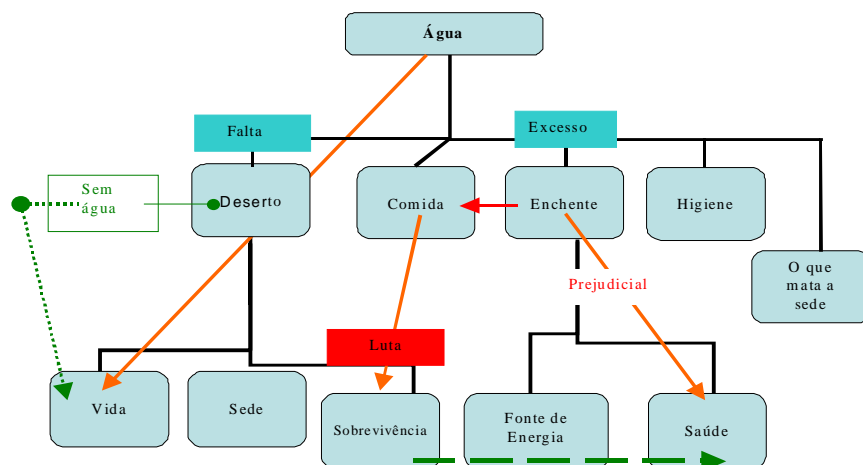 Água
Falta
Excesso
Sem
água
Deserto
Comida
Enchente
Higiene
O que
mata a
sede
Prejudicial
Luta
Vida
Sede
Sobrevivência
Fonte de
Energia
Saúde